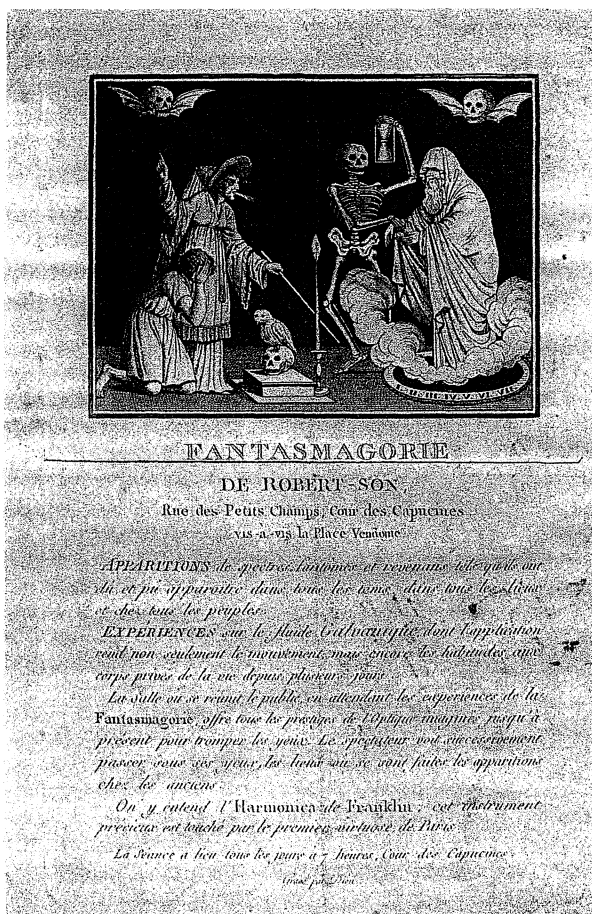 FANTASMAGORIE
DE ROBERT-SON
Rue des Petits Champs, Cour des Capucines
vis-à-vis la Place Vendome
APPARITIONS de spectres, fantômes et revenans, tels qu'ils ont
dû et pu apparoitre dans tous les tems, dans tous les lieux
et chez tous les peuples.
EXPÉRIENCES sur le fluide Galvanique dont l'application
rend non seulement le mouvement, mais encore les habitudes aux
corps privés de la vie depuis plusieurs jours
La Salle où se réunit le public, en attendant les expériences de la
Fantasmagorie, offre tous les prestiges de l'Optique imaginés jusqu'à
présent pour tromper les yeux. Le Spectateur voit successivement
passer sous ses yeux, les lieux où se sont faites les apparitions
chez les anciens.
On y entend l'Harmonica de Franklin; cet instrument
précieux est touché par le premier virtuose de Paris
La Séance a lieu tous les jours à 7 heures, Cour des Capucines.
Gravé par